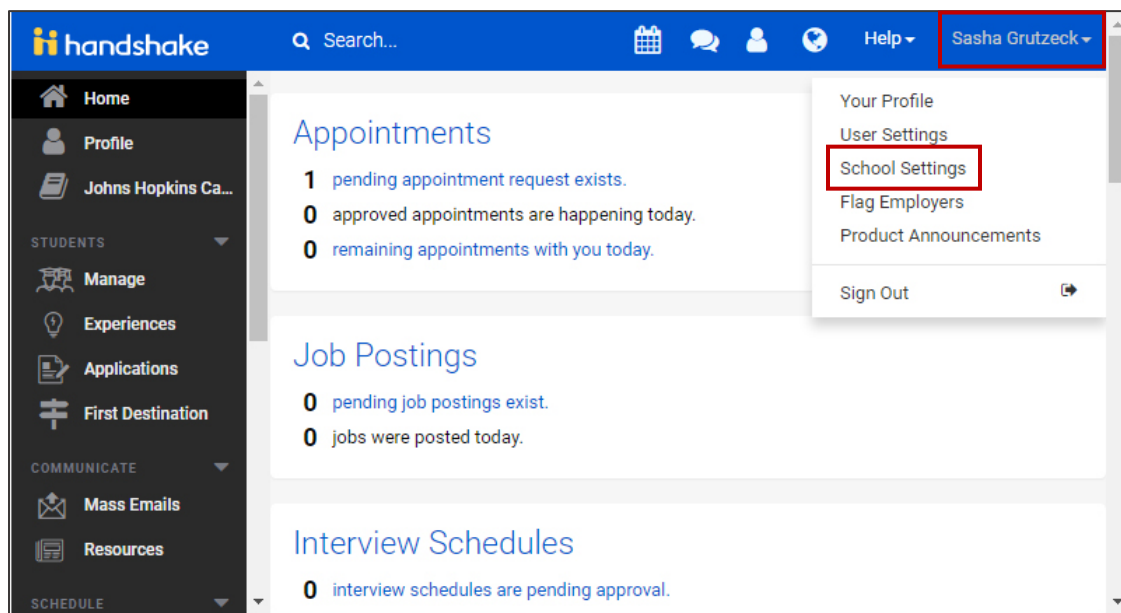 handshake
Search...
Help
Sasha Grutzeck
Home
Profile
Johns Hopkins Ca...
STUDENTS
Manage
Experiences
Applications
First Destination
COMMUNICATE
Mass Emails
Resources
SCHEDULE
Appointments
1 pending appointment request exists.
0 approved appointments are happening today.
0 remaining appointments with you today.
Job Postings
0 pending job postings exist.
0 jobs were posted today.
Interview Schedules
0 interview schedules are pending approval.
Your Profile
User Settings
School Settings
Flag Employers
Product Announcements
Sign Out